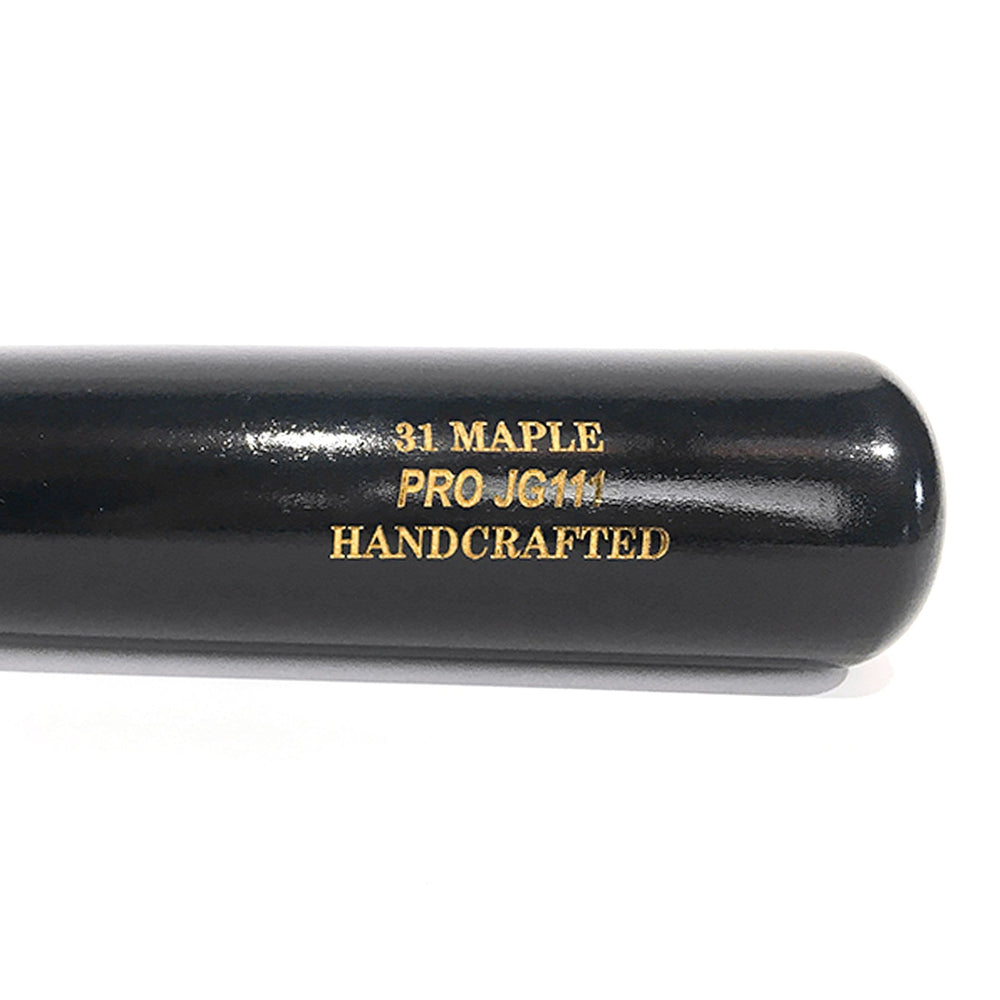 31 MAPLE
PRO JG111
HANDCRAFTED